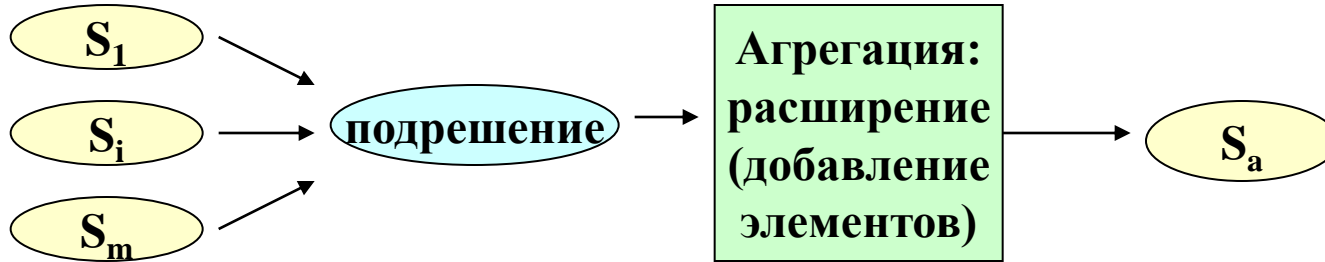 S₁
Sᵢ
Sₘ
подрешение
Агрегация:
расширение
(добавление
элементов)
Sₐ